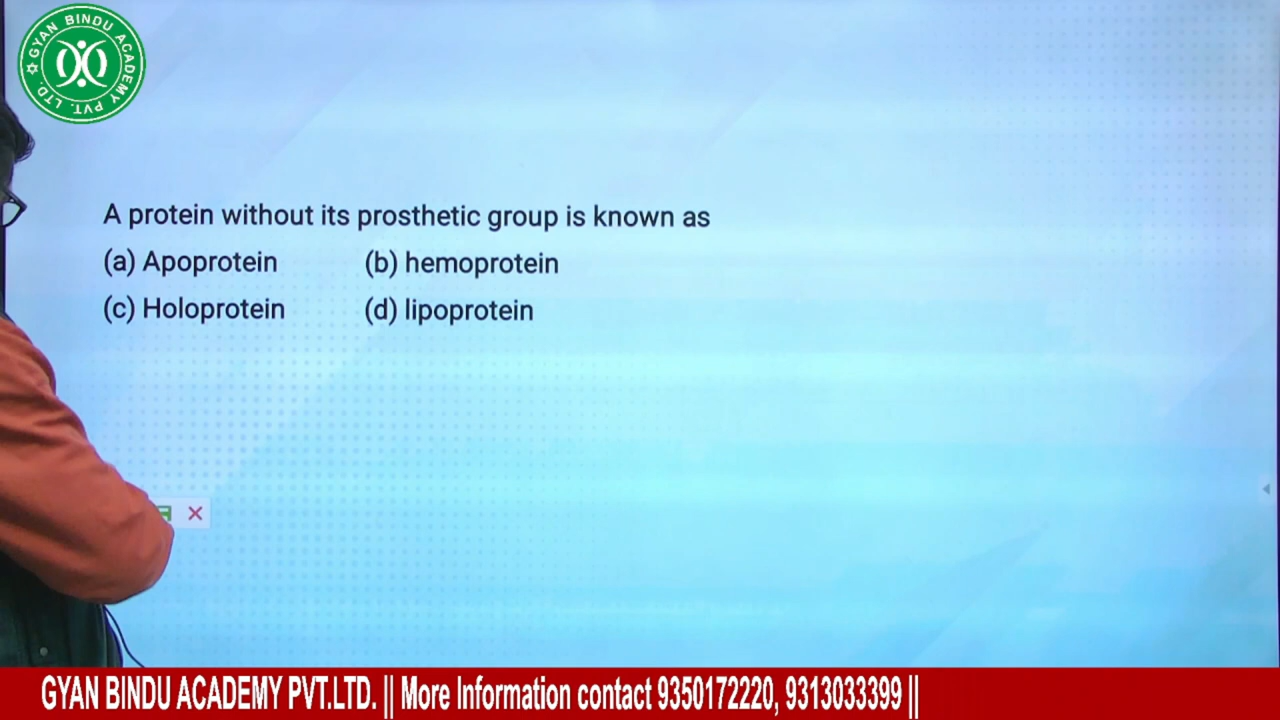 GYAN BINDU ACADEMY PVT. LTD.
A protein without its prosthetic group is known as
(a) Apoprotein (b) hemoprotein
(c) Holoprotein (d) lipoprotein
GYAN BINDU ACADEMY PVT.LTD. || More Information contact 9350172220, 9313033399 ||